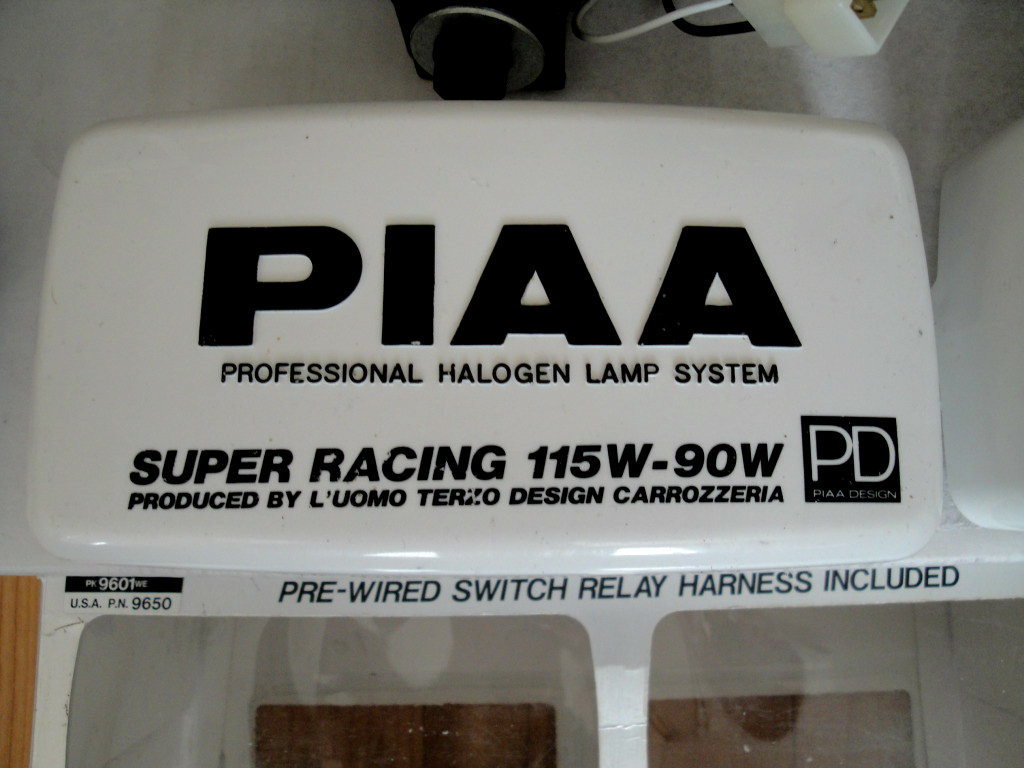 PIAA
PROFESSIONAL HALOGEN LAMP SYSTEM
SUPER RACING 115W-90W
PRODUCED BY L'UOMO TERZO DESIGN CARROZZERIA
PD
PIAA DESIGN
PK 9601WE
U.S.A. P.N. 9650
PRE-WIRED SWITCH RELAY HARNESS INCLUDED